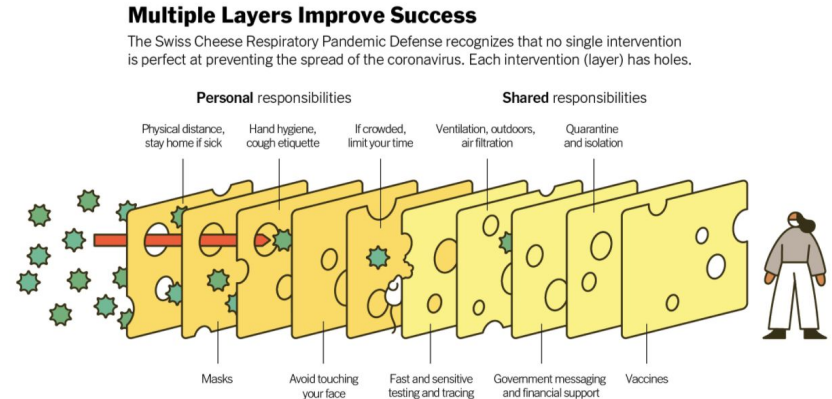 Multiple Layers Improve Success
The Swiss Cheese Respiratory Pandemic Defense recognizes that no single intervention
is perfect at preventing the spread of the coronavirus. Each intervention (layer) has holes.
Personal responsibilities
Shared responsibilities
Physical distance,
stay home if sick
Hand hygiene,
cough etiquette
If crowded,
limit your time
Ventilation, outdoors,
air filtration
Quarantine
and isolation
Masks
Avoid touching
your face
Fast and sensitive
testing and tracing
Government messaging
and financial support
Vaccines